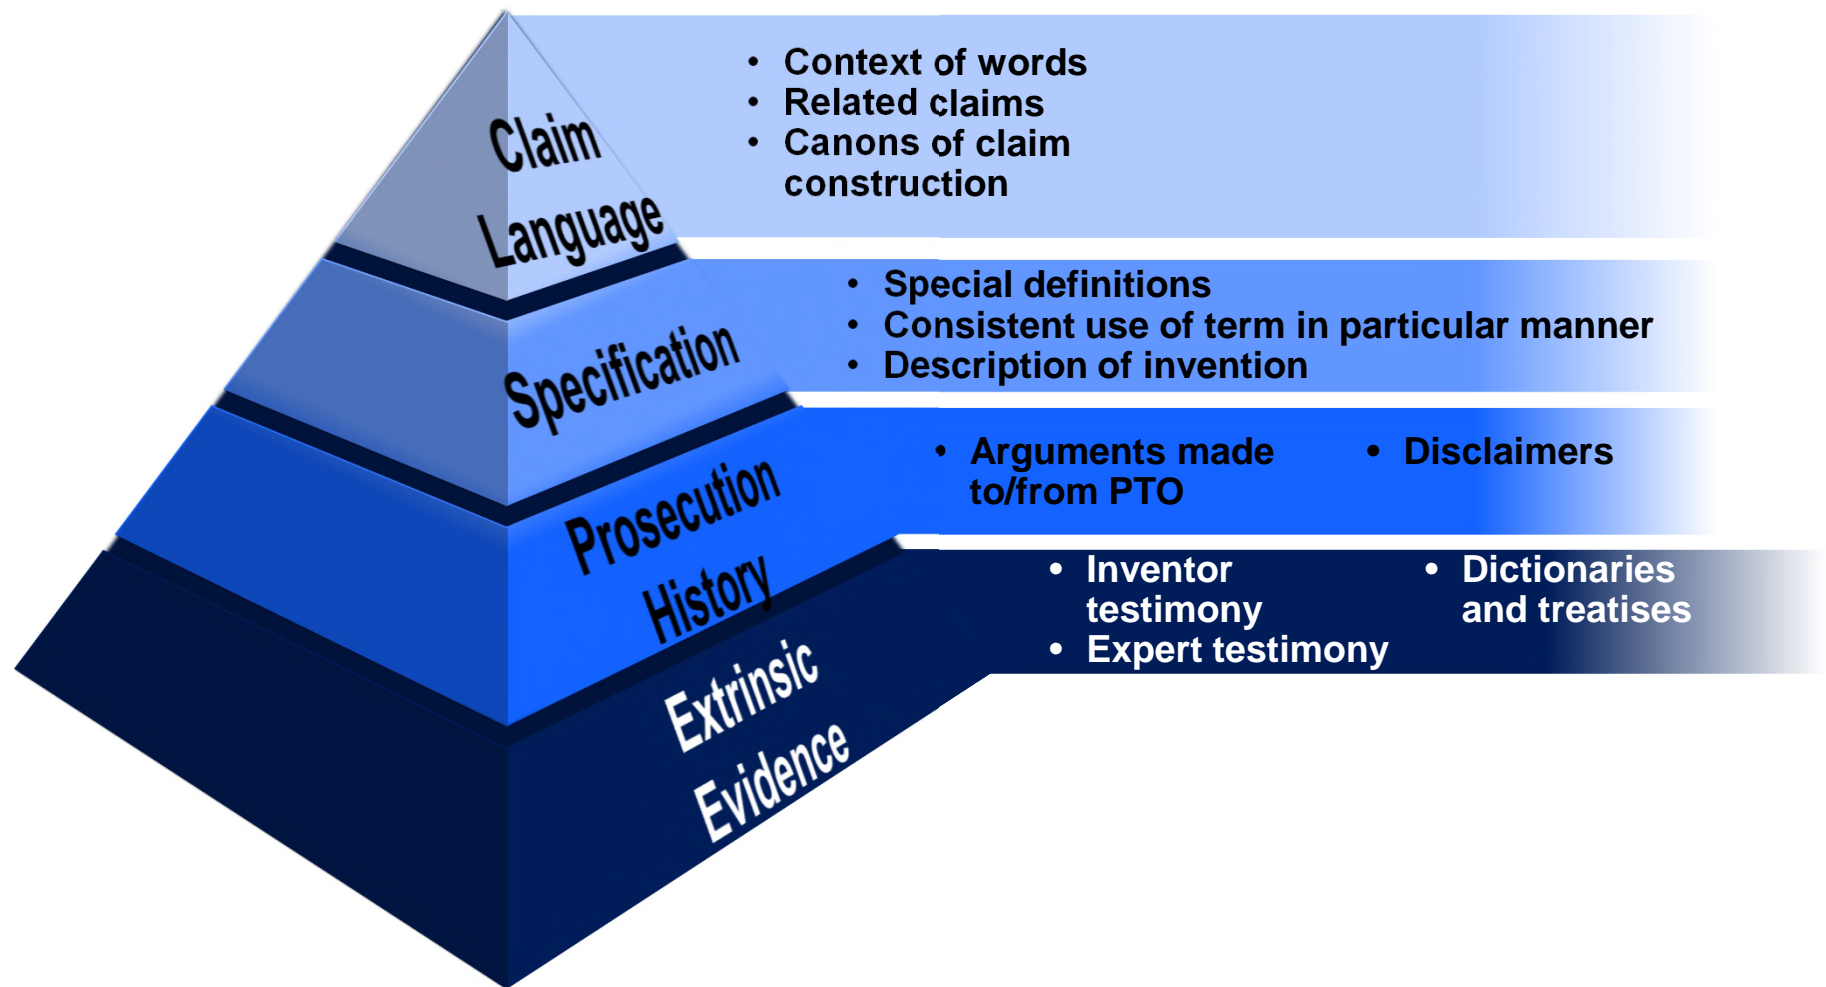 Claim
Language
• Context of words
• Related claims
• Canons of claim
construction
Specification
• Special definitions
• Consistent use of term in particular manner
• Description of invention
Prosecution
History
• Arguments made
to/from PTO
• Disclaimers
Extrinsic
Evidence
• Inventor
testimony
• Expert testimony
• Dictionaries
and treatises